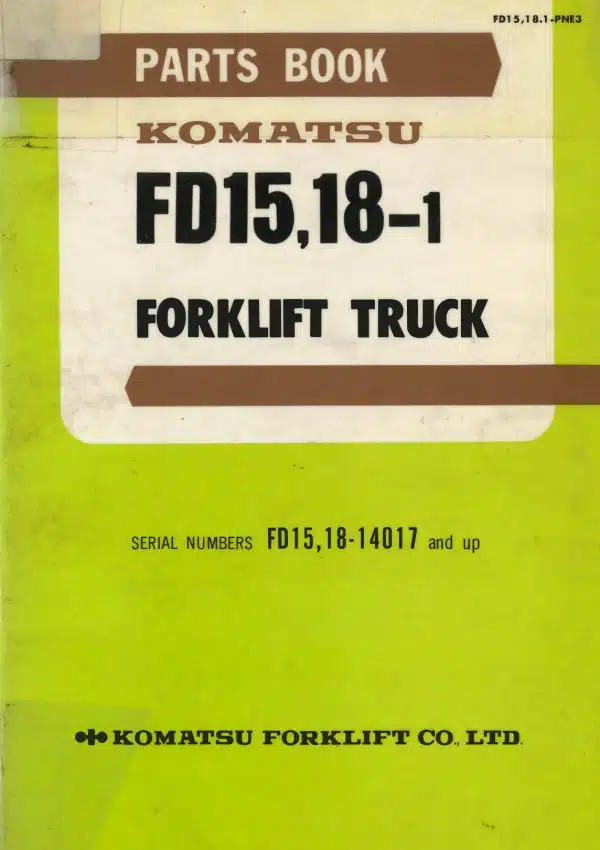 FD15,18.1-PNE3
PARTS BOOK
KOMATSU
FD15,18-1
FORKLIFT TRUCK
SERIAL NUMBERS FD15,18-14017 and up
KOMATSU FORKLIFT CO., LTD.